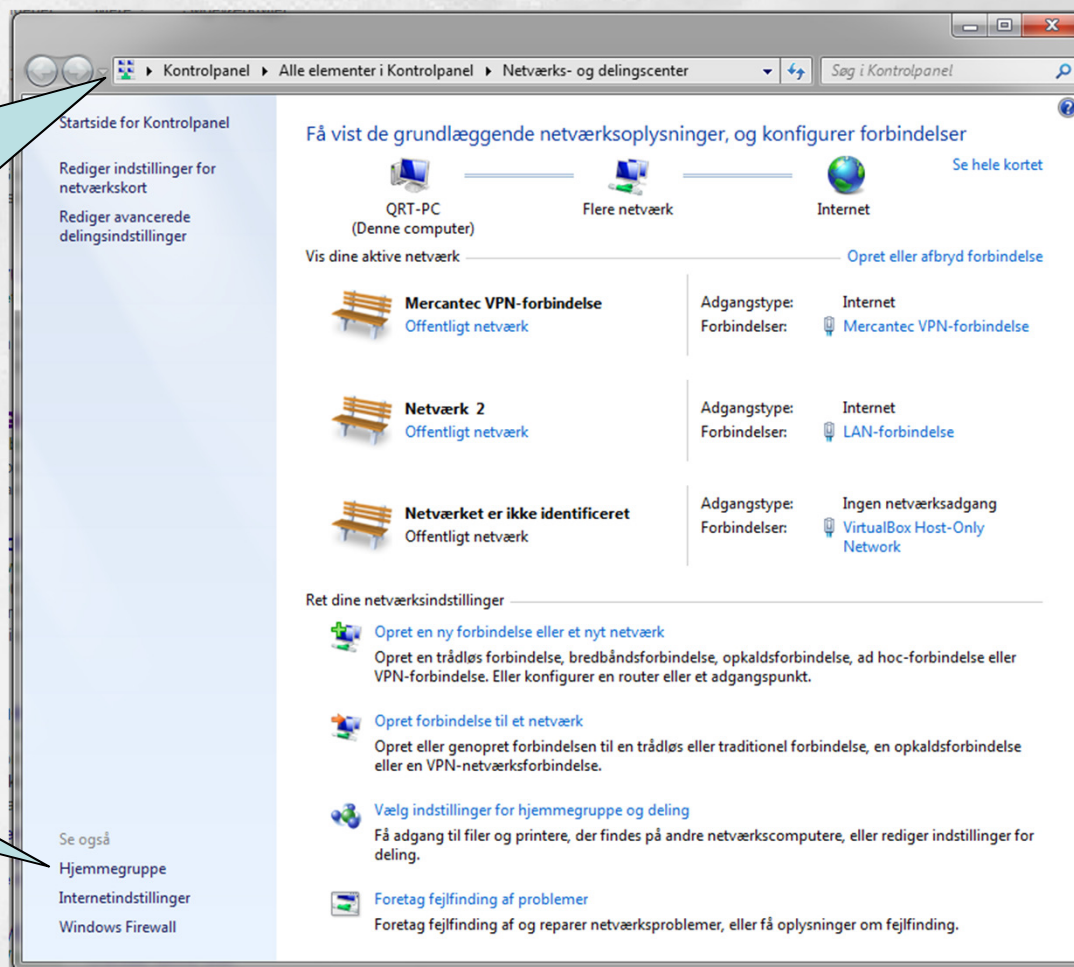 Kontrolpanel ▸ Alle elementer i Kontrolpanel ▸ Netværks- og delingscenter
Søg i Kontrolpanel
Startside for Kontrolpanel
Rediger indstillinger for
netværkskort
Rediger avancerede
delingsindstillinger
Få vist de grundlæggende netværksoplysninger, og konfigurer forbindelser
Se hele kortet
QRT-PC
(Denne computer)
Flere netværk
Internet
Vis dine aktive netværk
Opret eller afbryd forbindelse
Mercantec VPN-forbindelse
Offentligt netværk
Adgangstype: Internet
Forbindelser: Mercantec VPN-forbindelse
Netværk 2
Offentligt netværk
Adgangstype: Internet
Forbindelser: LAN-forbindelse
Netværket er ikke identificeret
Offentligt netværk
Adgangstype: Ingen netværksadgang
Forbindelser: VirtualBox Host-Only
Network
Ret dine netværksindstillinger
Opret en ny forbindelse eller et nyt netværk
Opret en trådløs forbindelse, bredbåndsforbindelse, opkaldsforbindelse, ad hoc-forbindelse eller
VPN-forbindelse. Eller konfigurer en router eller et adgangspunkt.
Opret forbindelse til et netværk
Opret eller genopret forbindelsen til en trådløs eller traditionel forbindelse, en opkaldsforbindelse
eller en VPN-netværksforbindelse.
Vælg indstillinger for hjemmegruppe og deling
Få adgang til filer og printere, der findes på andre netværkscomputere, eller rediger indstillinger for
deling.
Foretag fejlfinding af problemer
Foretag fejlfinding af og reparer netværksproblemer, eller få oplysninger om fejlfinding.
Se også
Hjemmegruppe
Internetindstillinger
Windows Firewall